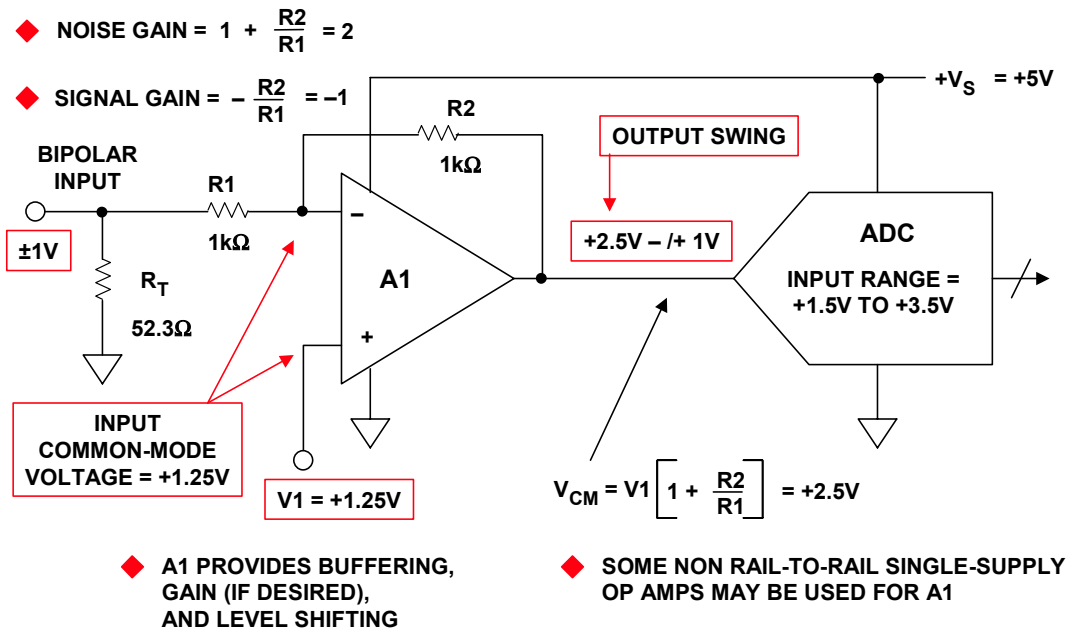 NOISE GAIN = 1 + R2/R1 = 2
SIGNAL GAIN = – R2/R1 = –1
+VS = +5V
R2
1kΩ
OUTPUT SWING
BIPOLAR
INPUT
R1
1kΩ
±1V
RT
52.3Ω
–
A1
+
+2.5V – /+ 1V
ADC
INPUT RANGE =
+1.5V TO +3.5V
INPUT
COMMON-MODE
VOLTAGE = +1.25V
V1 = +1.25V
VCM = V1 [ 1 + R2/R1 ] = +2.5V
A1 PROVIDES BUFFERING,
GAIN (IF DESIRED),
AND LEVEL SHIFTING
SOME NON RAIL-TO-RAIL SINGLE-SUPPLY
OP AMPS MAY BE USED FOR A1